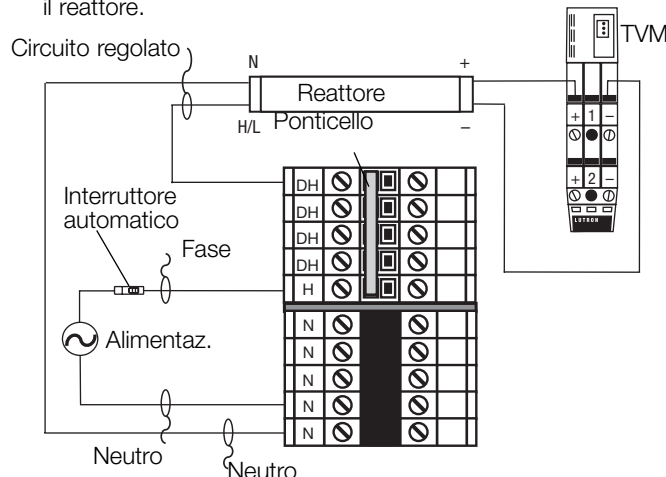 il reattore.
Circuito regolato
N
+
TVM
Reattore
H/L
Ponticello
–
+ 1 –
+ 2 –
LUTRON
DH
DH
DH
DH
H
N
N
N
N
N
Interruttore
automatico
Fase
Alimentaz.
Neutro
Neutro